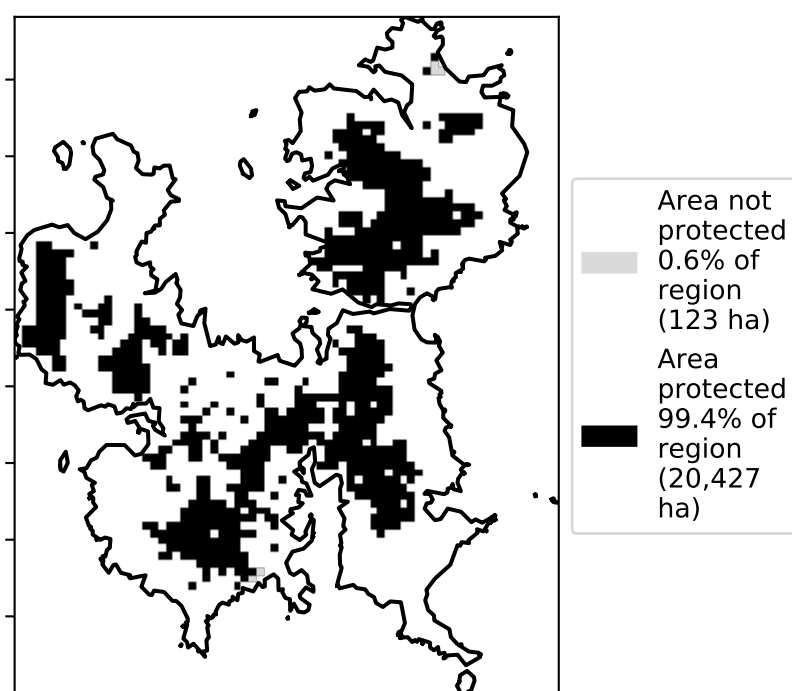 Area not
protected
0.6% of
region
(123 ha)
Area
protected
99.4% of
region
(20,427
ha)